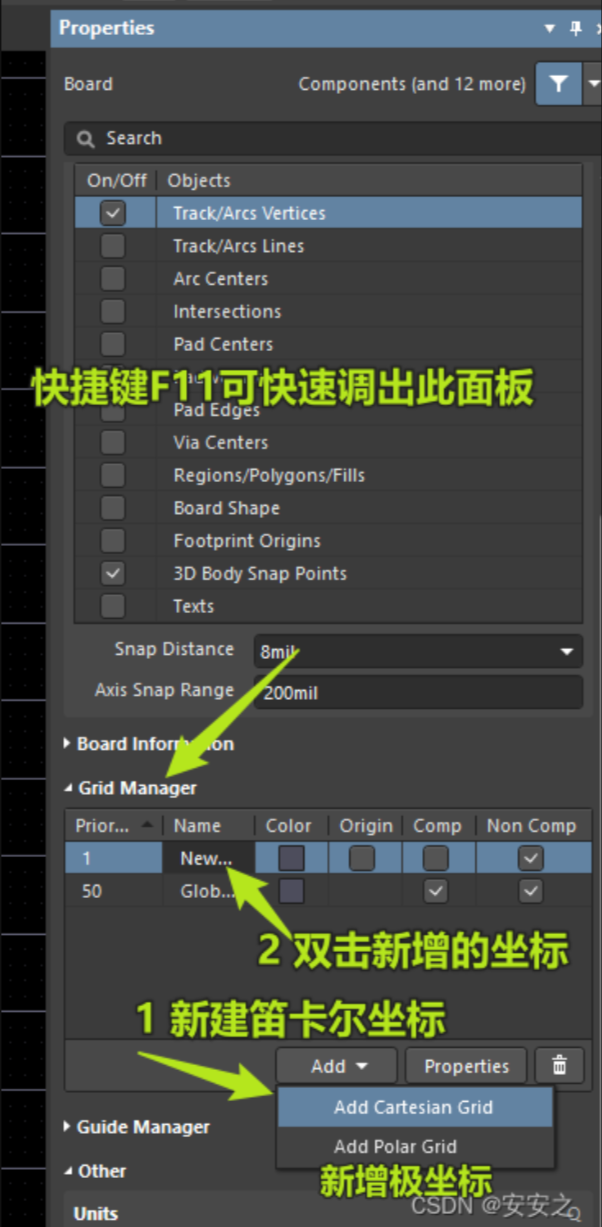 Properties
Board
Components (and 12 more)
Search
On/Off Objects
Track/Arcs Vertices
Track/Arcs Lines
Arc Centers
Intersections
Pad Centers
快捷键F11可快速调出此面板
Pad Edges
Via Centers
Regions/Polygons/Fills
Board Shape
Footprint Origins
3D Body Snap Points
Texts
Snap Distance 8mil
Axis Snap Range 200mil
Board Information
Grid Manager
Prior... Name Color Origin Comp Non Comp
1 New...
50 Glob...
2 双击新增的坐标
1 新建笛卡尔坐标
Add Properties
Add Cartesian Grid
Guide Manager
Add Polar Grid
Other
新增极坐标
CSDN @安安之
Units